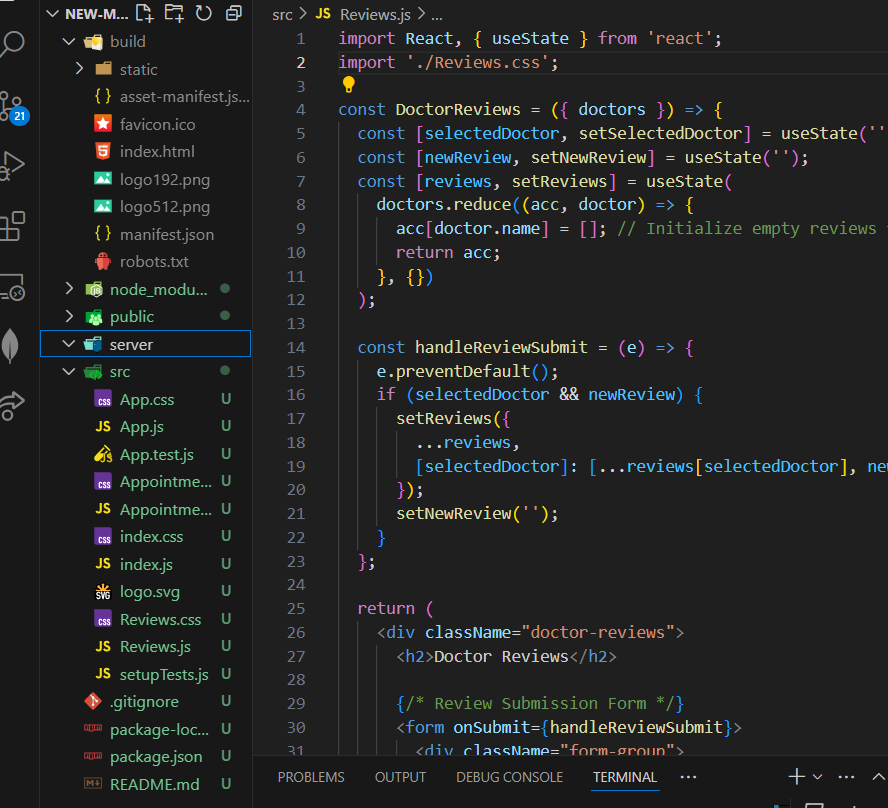 NEW-M...
build
static
asset-manifest.js...
favicon.ico
index.html
logo192.png
logo512.png
manifest.json
robots.txt
node_modu...
public
server
src
App.css U
App.js U
App.test.js U
Appointme... U
Appointme... U
index.css U
index.js U
logo.svg U
Reviews.css U
Reviews.js U
setupTests.js U
.gitignore U
package-loc... U
package.json U
README.md U
21
src > JS Reviews.js > ...
1 import React, { useState } from 'react';
2 import './Reviews.css';
3
4 const DoctorReviews = ({ doctors }) => {
5 const [selectedDoctor, setSelectedDoctor] = useState(''
6 const [newReview, setNewReview] = useState('');
7 const [reviews, setReviews] = useState(
8 doctors.reduce((acc, doctor) => {
9 acc[doctor.name] = []; // Initialize empty reviews
10 return acc;
11 }, {})
12 );
13
14 const handleReviewSubmit = (e) => {
15 e.preventDefault();
16 if (selectedDoctor && newReview) {
17 setReviews({
18 ...reviews,
19 [selectedDoctor]: [...reviews[selectedDoctor], ne
20 });
21 setNewReview('');
22 }
23 };
24
25 return (
26 <div className="doctor-reviews">
27 <h2>Doctor Reviews</h2>
28
29 {/* Review Submission Form */}
30 <form onSubmit={handleReviewSubmit}>
31 <div className="form-group">
PROBLEMS OUTPUT DEBUG CONSOLE TERMINAL ...